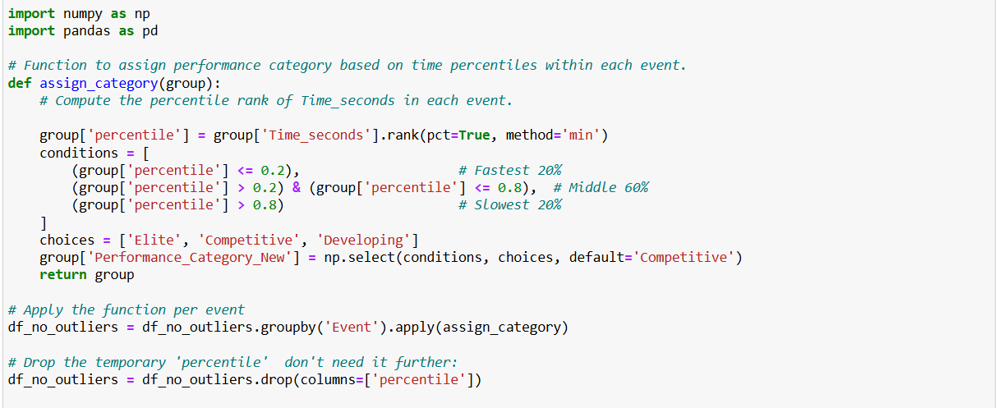 import numpy as np
import pandas as pd
# Function to assign performance category based on time percentiles within each event.
def assign_category(group):
    # Compute the percentile rank of Time_seconds in each event.
    group['percentile'] = group['Time_seconds'].rank(pct=True, method='min')
    conditions = [
        (group['percentile'] <= 0.2),                    # Fastest 20%
        (group['percentile'] > 0.2) & (group['percentile'] <= 0.8),  # Middle 60%
        (group['percentile'] > 0.8)                      # Slowest 20%
    ]
    choices = ['Elite', 'Competitive', 'Developing']
    group['Performance_Category_New'] = np.select(conditions, choices, default='Competitive')
    return group
# Apply the function per event
df_no_outliers = df_no_outliers.groupby('Event').apply(assign_category)
# Drop the temporary 'percentile'  don't need it further:
df_no_outliers = df_no_outliers.drop(columns=['percentile'])